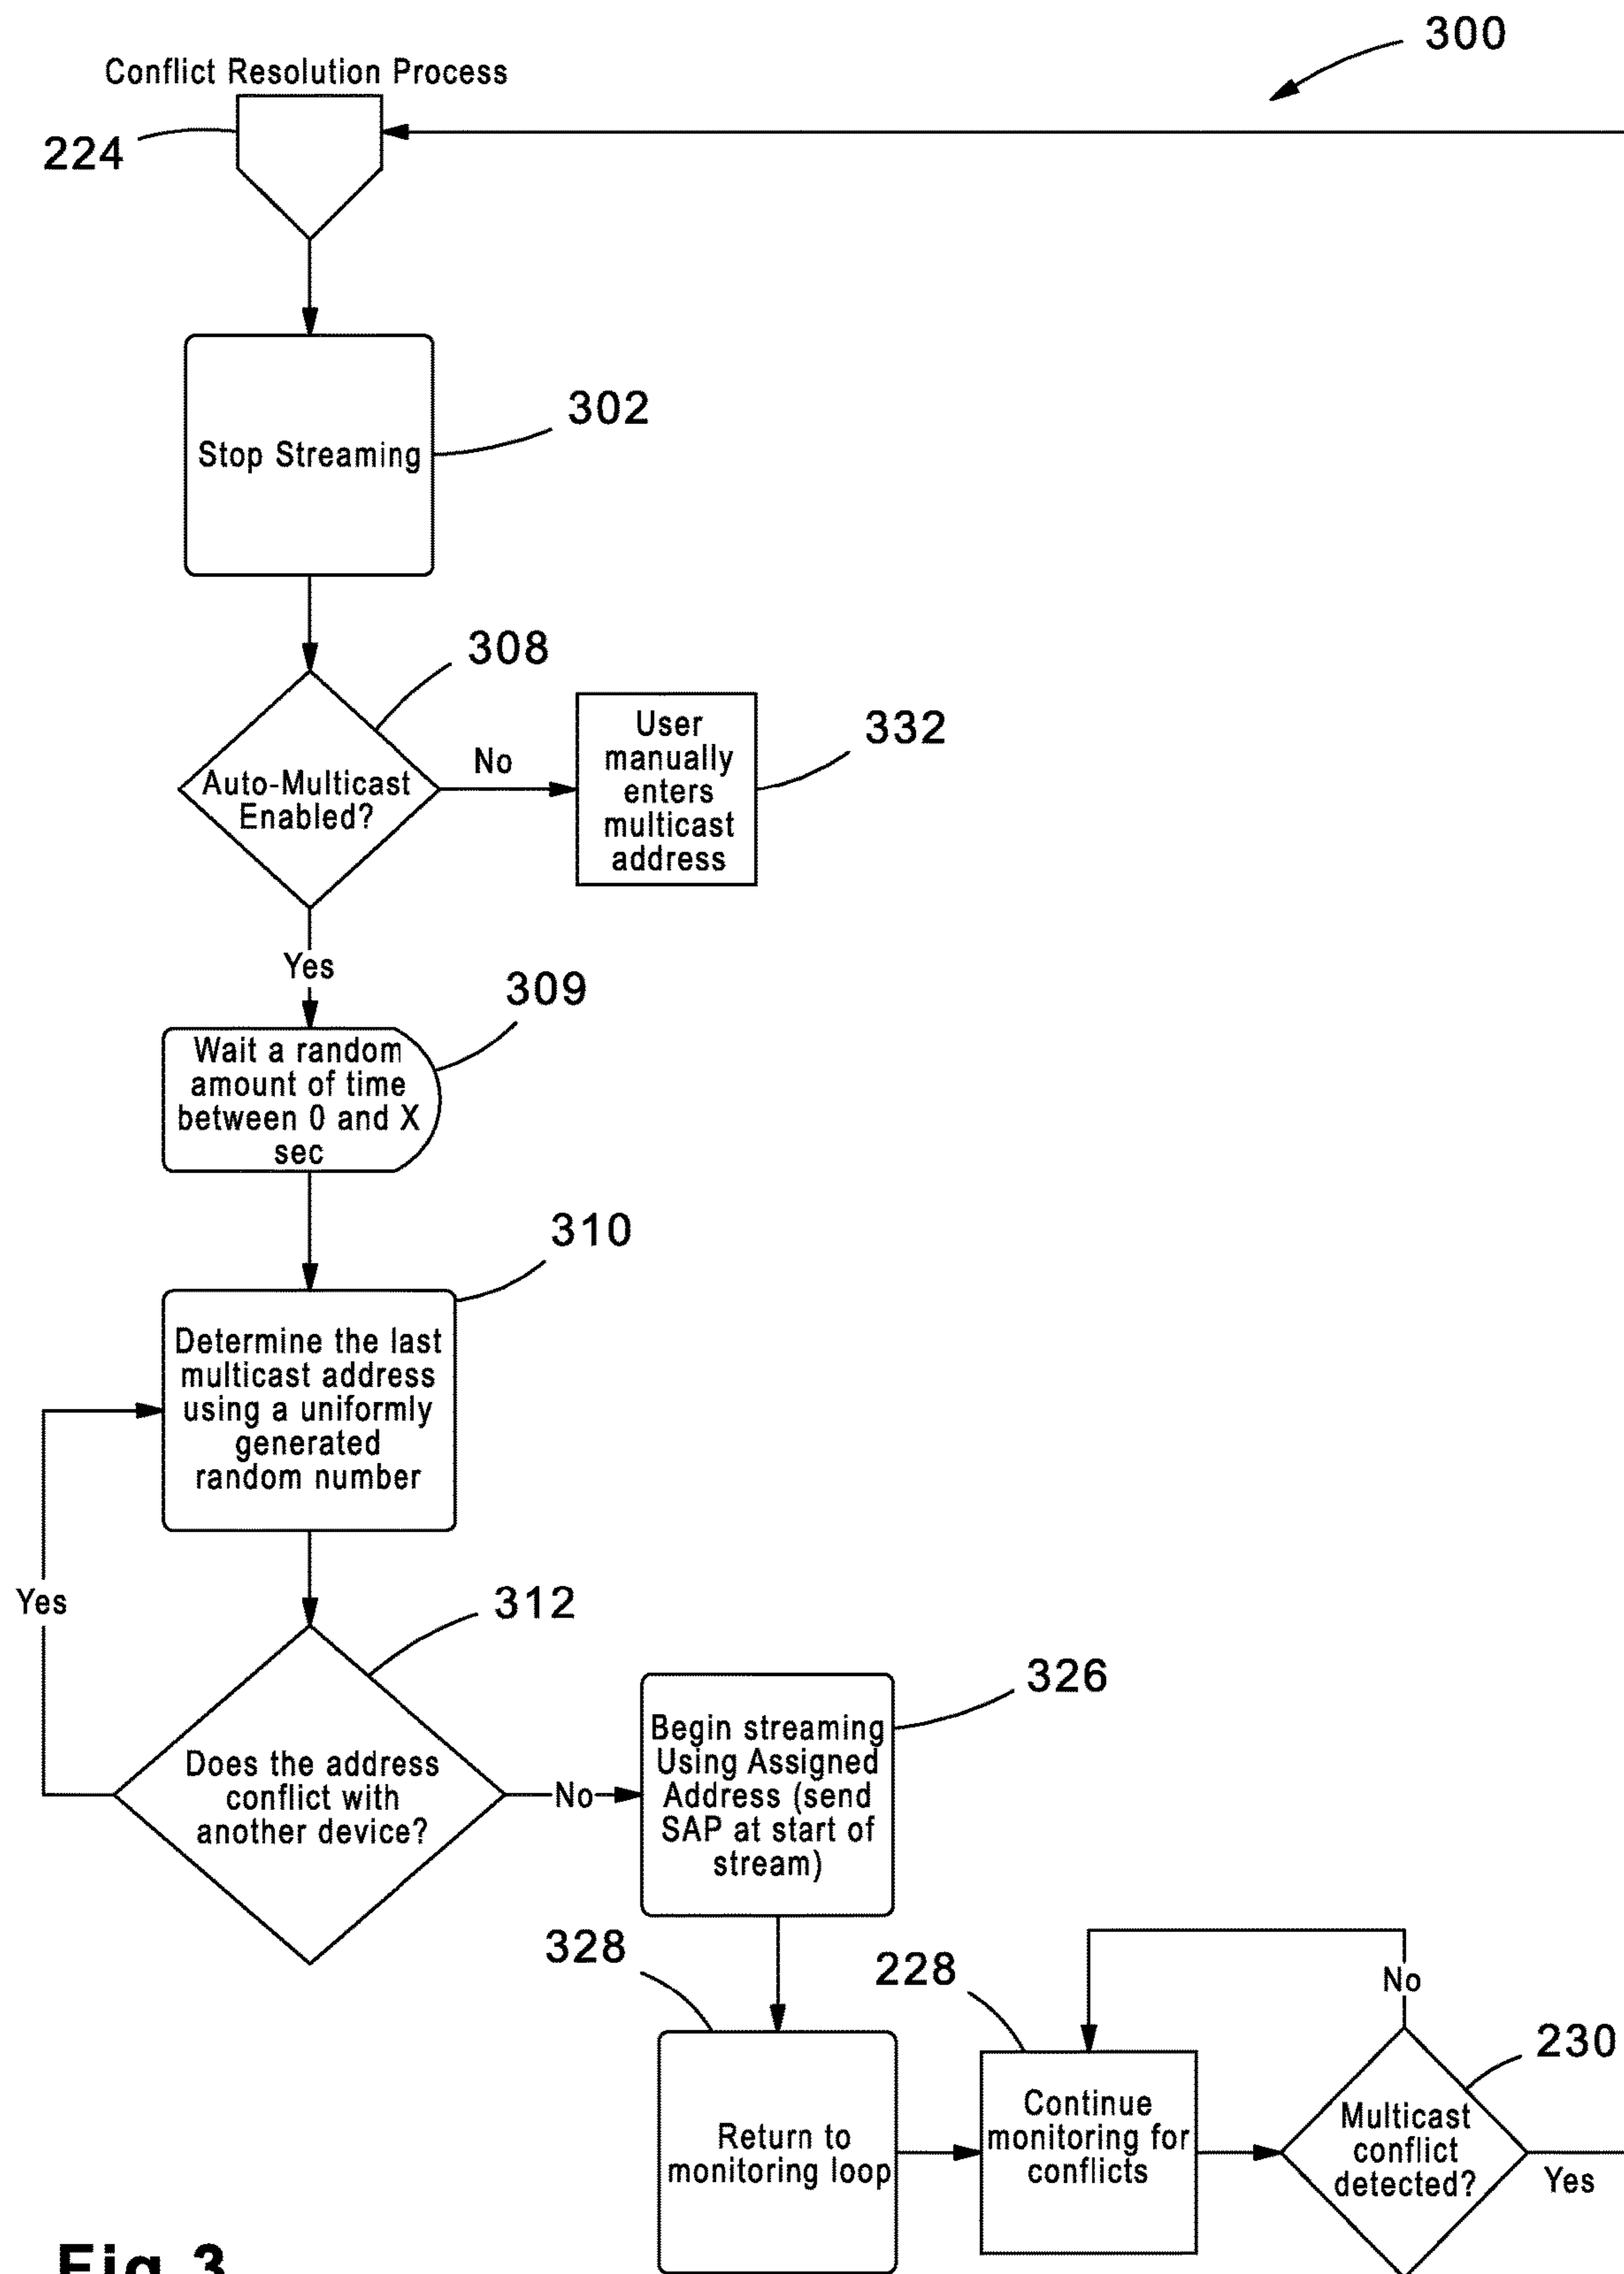 300
Conflict Resolution Process
224
302
Stop Streaming
308
332
User
manually
enters
multicast
address
No
Auto-Multicast
Enabled?
Yes
309
Wait a random
amount of time
between 0 and X
sec
310
Determine the last
multicast address
using a uniformly
generated
random number
Yes
312
326
Does the address
conflict with
another device?
No
Begin streaming
Using Assigned
Address (send
SAP at start of
stream)
328
228
No
230
Return to
monitoring loop
Continue
monitoring for
conflicts
Multicast
conflict
detected?
Yes
Fig 3